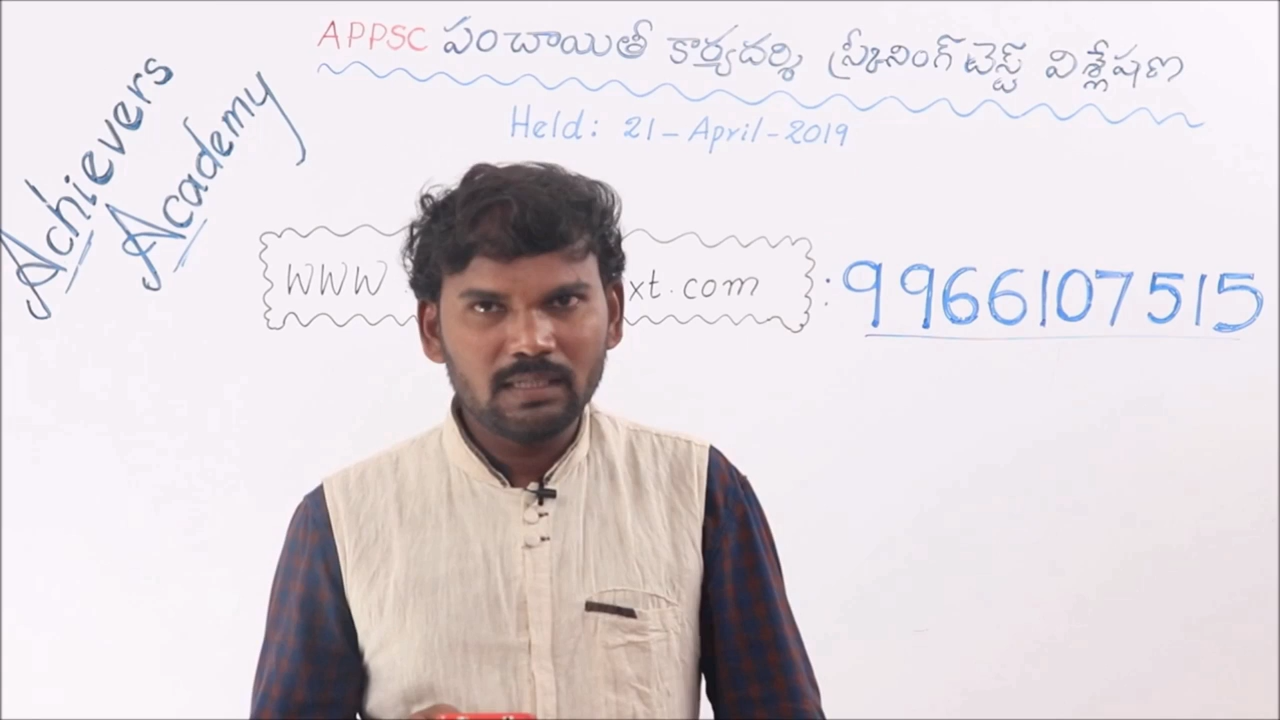 APPSC పంచాయితీ కార్యదర్శి స్క్రీనింగ్ టెస్ట్ విశ్లేషణ
Held: 21-April-2019
Achievers
Academy
WWW xt.com : 9966107515